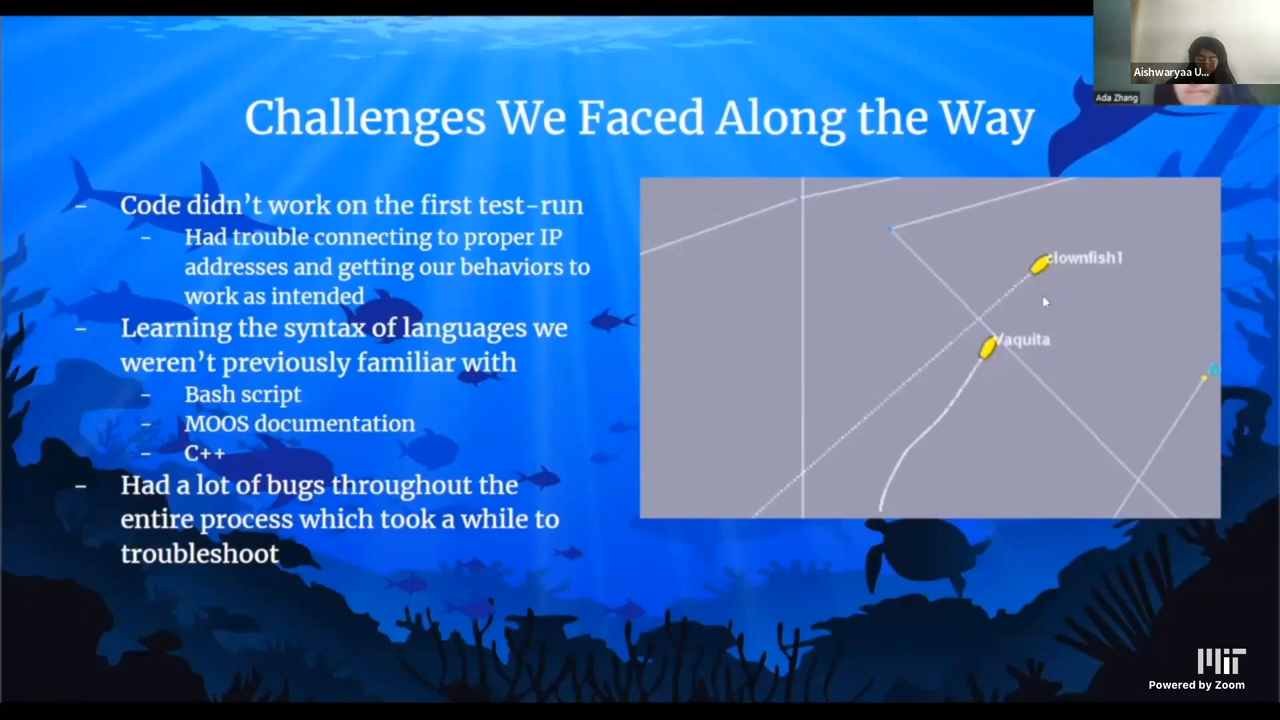 Aishwaryaa U...
Ada Zhang
Challenges We Faced Along the Way
- Code didn't work on the first test-run
- Had trouble connecting to proper IP
addresses and getting our behaviors to
work as intended
- Learning the syntax of languages we
weren't previously familiar with
- Bash script
- MOOS documentation
- C++
- Had a lot of bugs throughout the
entire process which took a while to
troubleshoot
clownfish1
Vaquita
MIT
Powered by Zoom